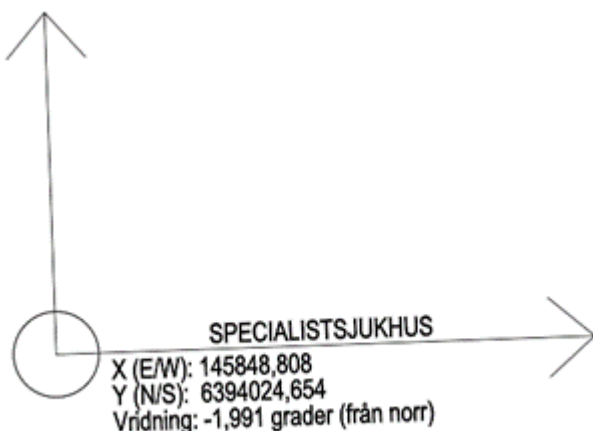 SPECIALISTSJUKHUS
X (E/W): 145848,808
Y (N/S): 6394024,654
Vridning: -1,991 grader (från norr)